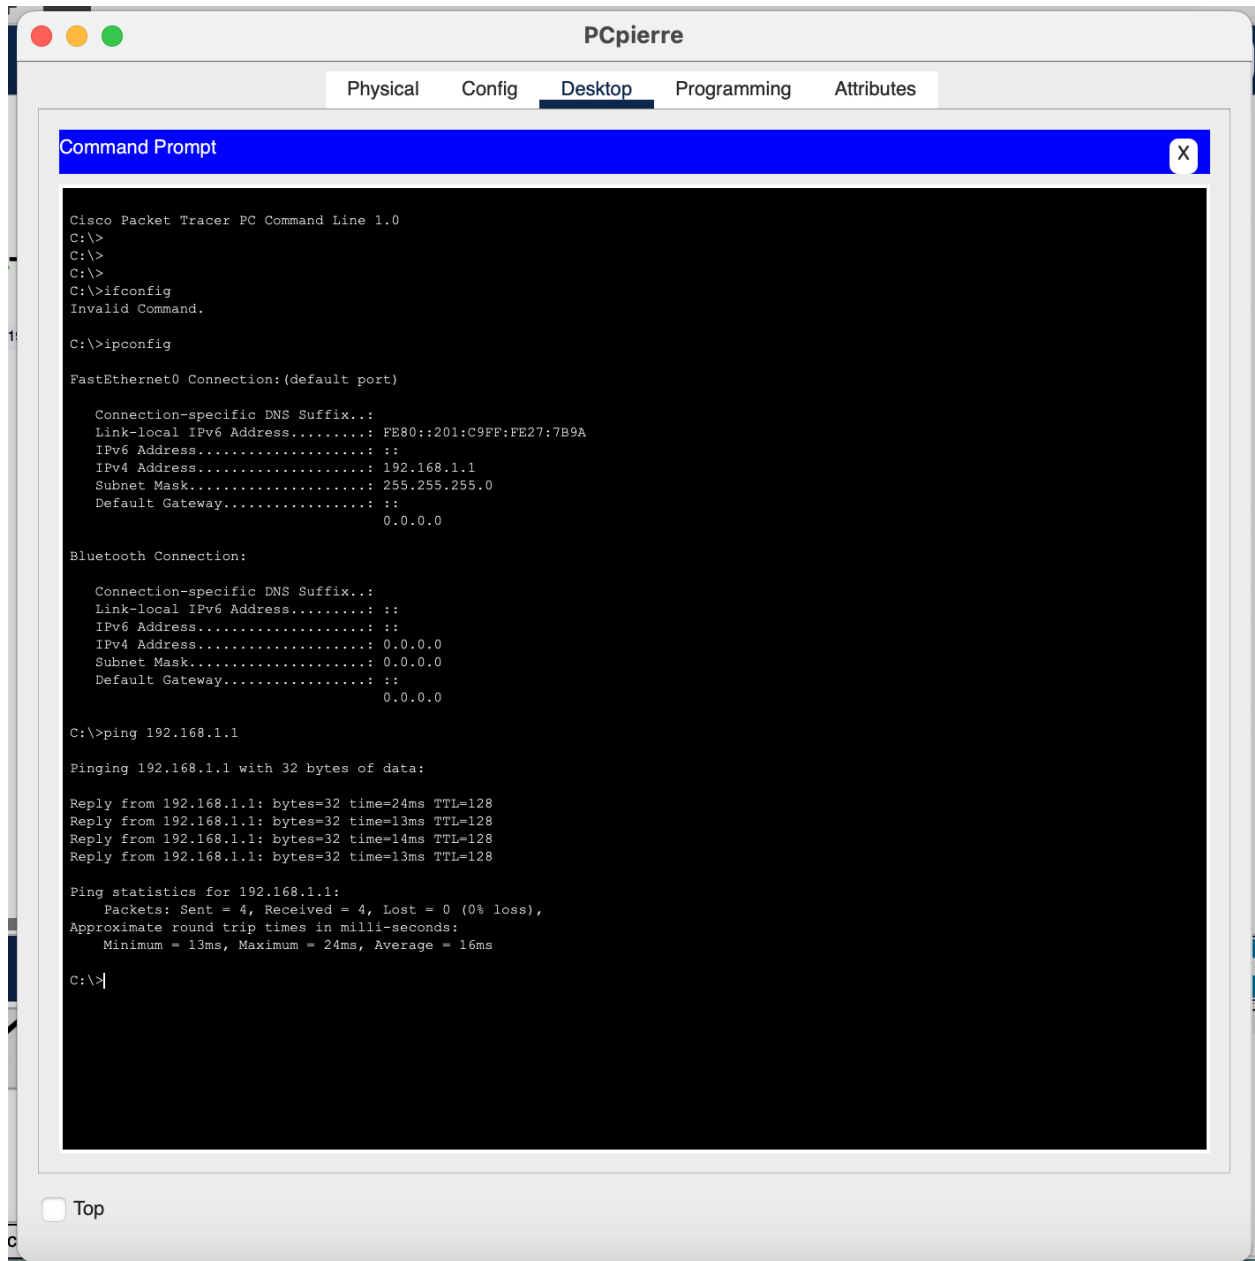 PCpierre
Physical Config Desktop Programming Attributes
Command Prompt X
Cisco Packet Tracer PC Command Line 1.0
C:\>
C:\>
C:\>
C:\>ifconfig
Invalid Command.
C:\>ipconfig
FastEthernet0 Connection:(default port)
Connection-specific DNS Suffix..:
Link-local IPv6 Address.........: FE80::201:C9FF:FE27:7B9A
IPv6 Address....................: ::
IPv4 Address....................: 192.168.1.1
Subnet Mask.....................: 255.255.255.0
Default Gateway.................: ::
0.0.0.0
Bluetooth Connection:
Connection-specific DNS Suffix..:
Link-local IPv6 Address.........: ::
IPv6 Address....................: ::
IPv4 Address....................: 0.0.0.0
Subnet Mask.....................: 0.0.0.0
Default Gateway.................: ::
0.0.0.0
C:\>ping 192.168.1.1
Pinging 192.168.1.1 with 32 bytes of data:
Reply from 192.168.1.1: bytes=32 time=24ms TTL=128
Reply from 192.168.1.1: bytes=32 time=13ms TTL=128
Reply from 192.168.1.1: bytes=32 time=14ms TTL=128
Reply from 192.168.1.1: bytes=32 time=13ms TTL=128
Ping statistics for 192.168.1.1:
Packets: Sent = 4, Received = 4, Lost = 0 (0% loss),
Approximate round trip times in milli-seconds:
Minimum = 13ms, Maximum = 24ms, Average = 16ms
C:\>
Top